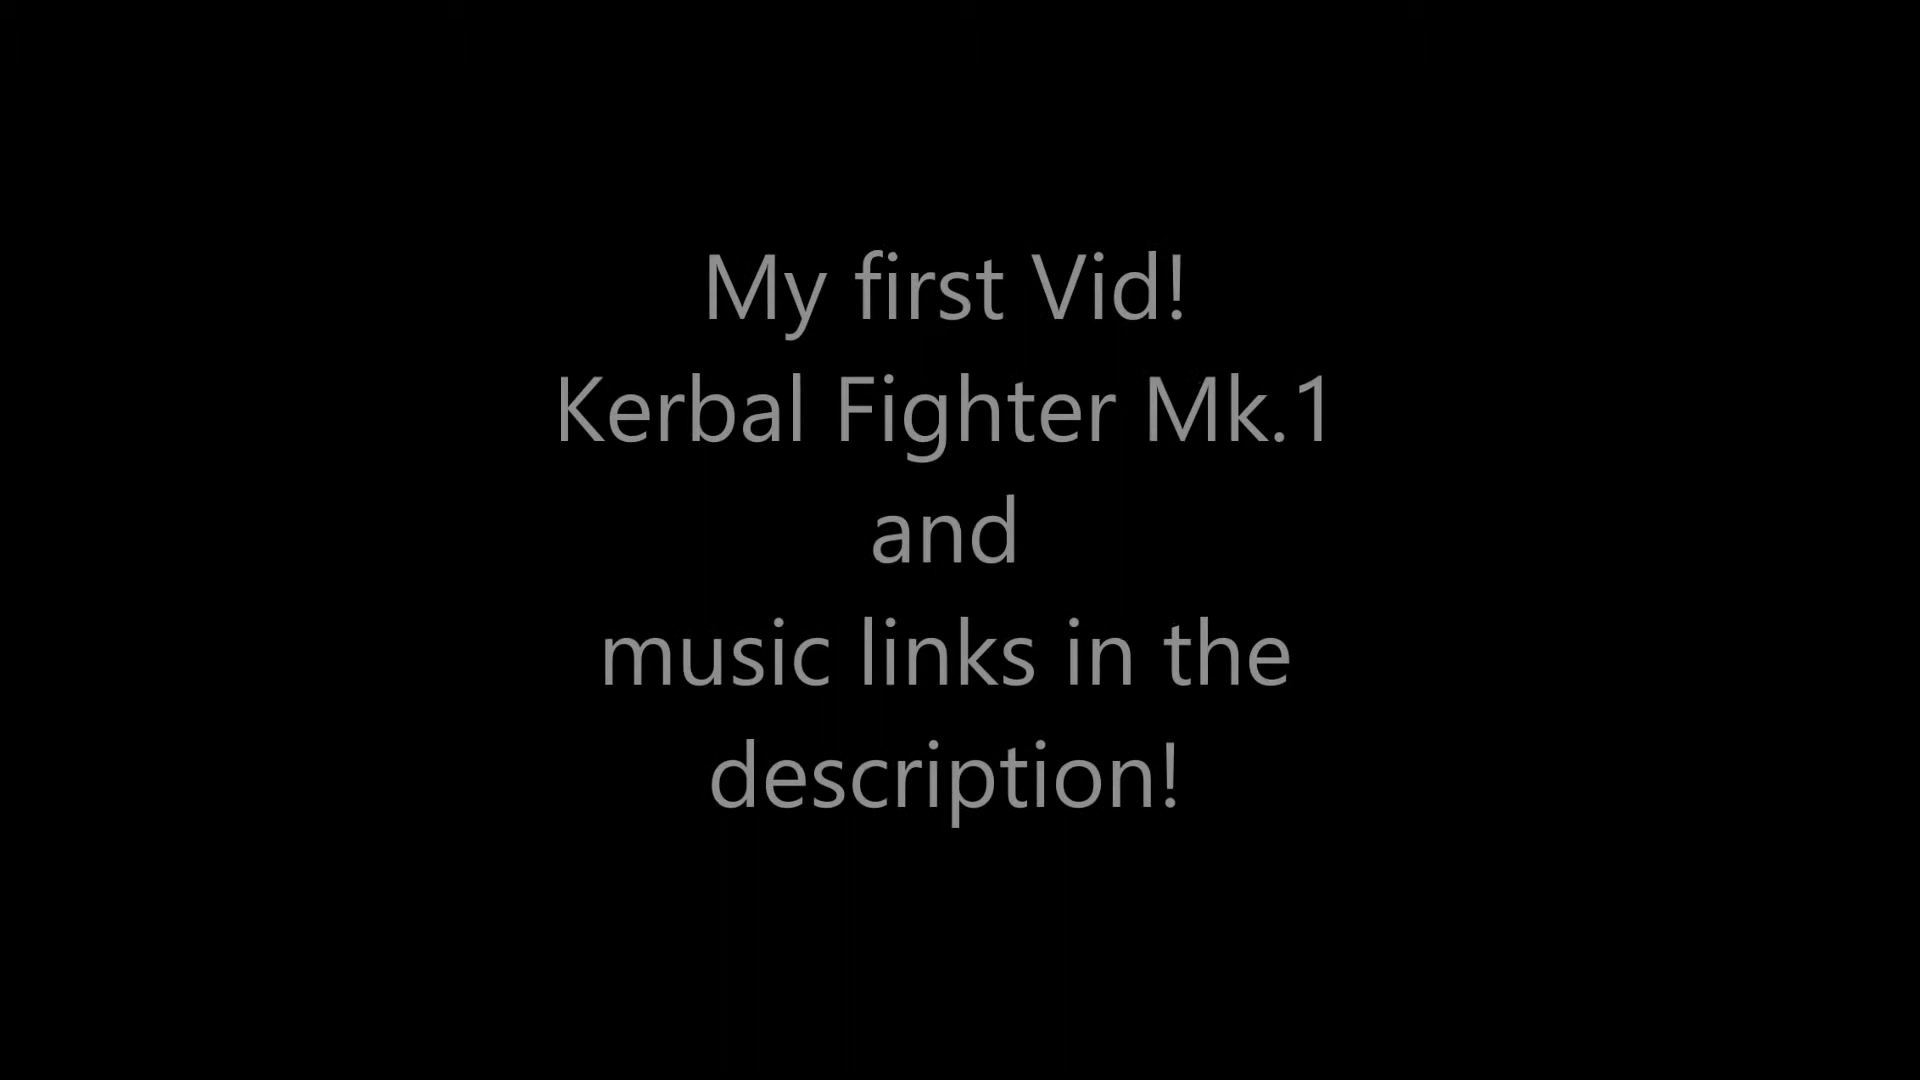 My first Vid!
Kerbal Fighter Mk.1
and
music links in the
description!